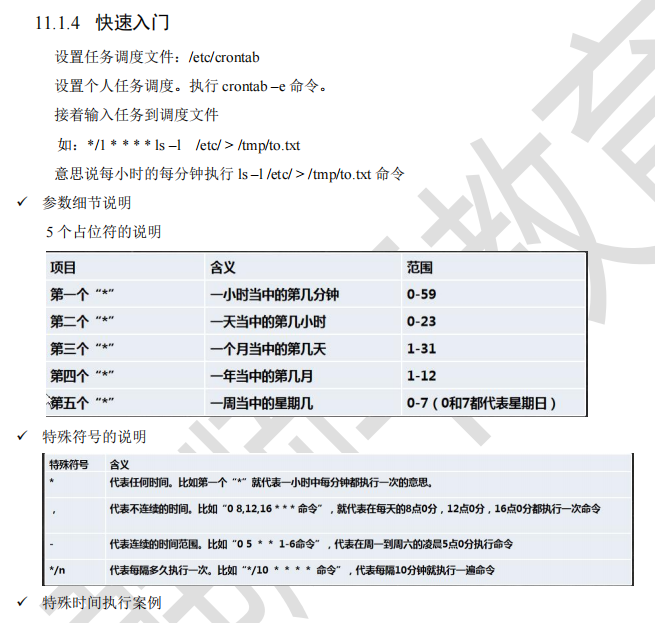 11.1.4 快速入门
设置任务调度文件：/etc/crontab
设置个人任务调度。执行 crontab –e 命令。
接着输入任务到调度文件
如：*/1 * * * * ls –l /etc/ > /tmp/to.txt
意思说每小时的每分钟执行 ls –l /etc/ > /tmp/to.txt 命令
✓ 参数细节说明
5 个占位符的说明
项目 含义 范围
第一个“*” 一小时当中的第几分钟 0-59
第二个“*” 一天当中的第几小时 0-23
第三个“*” 一个月当中的第几天 1-31
第四个“*” 一年当中的第几月 1-12
第五个“*” 一周当中的星期几 0-7（0和7都代表星期日）
✓ 特殊符号的说明
特殊符号 含义
* 代表任何时间。比如第一个“*”就代表一小时中每分钟都执行一次的意思。
， 代表不连续的时间。比如“0 8,12,16 * * * 命令”，就代表在每天的8点0分，12点0分，16点0分都执行一次命令
- 代表连续的时间范围。比如“0 5 * * 1-6命令”，代表在周一到周六的凌晨5点0分执行命令
*/n 代表每隔多久执行一次。比如“*/10 * * * * 命令”，代表每隔10分钟就执行一遍命令
✓ 特殊时间执行案例